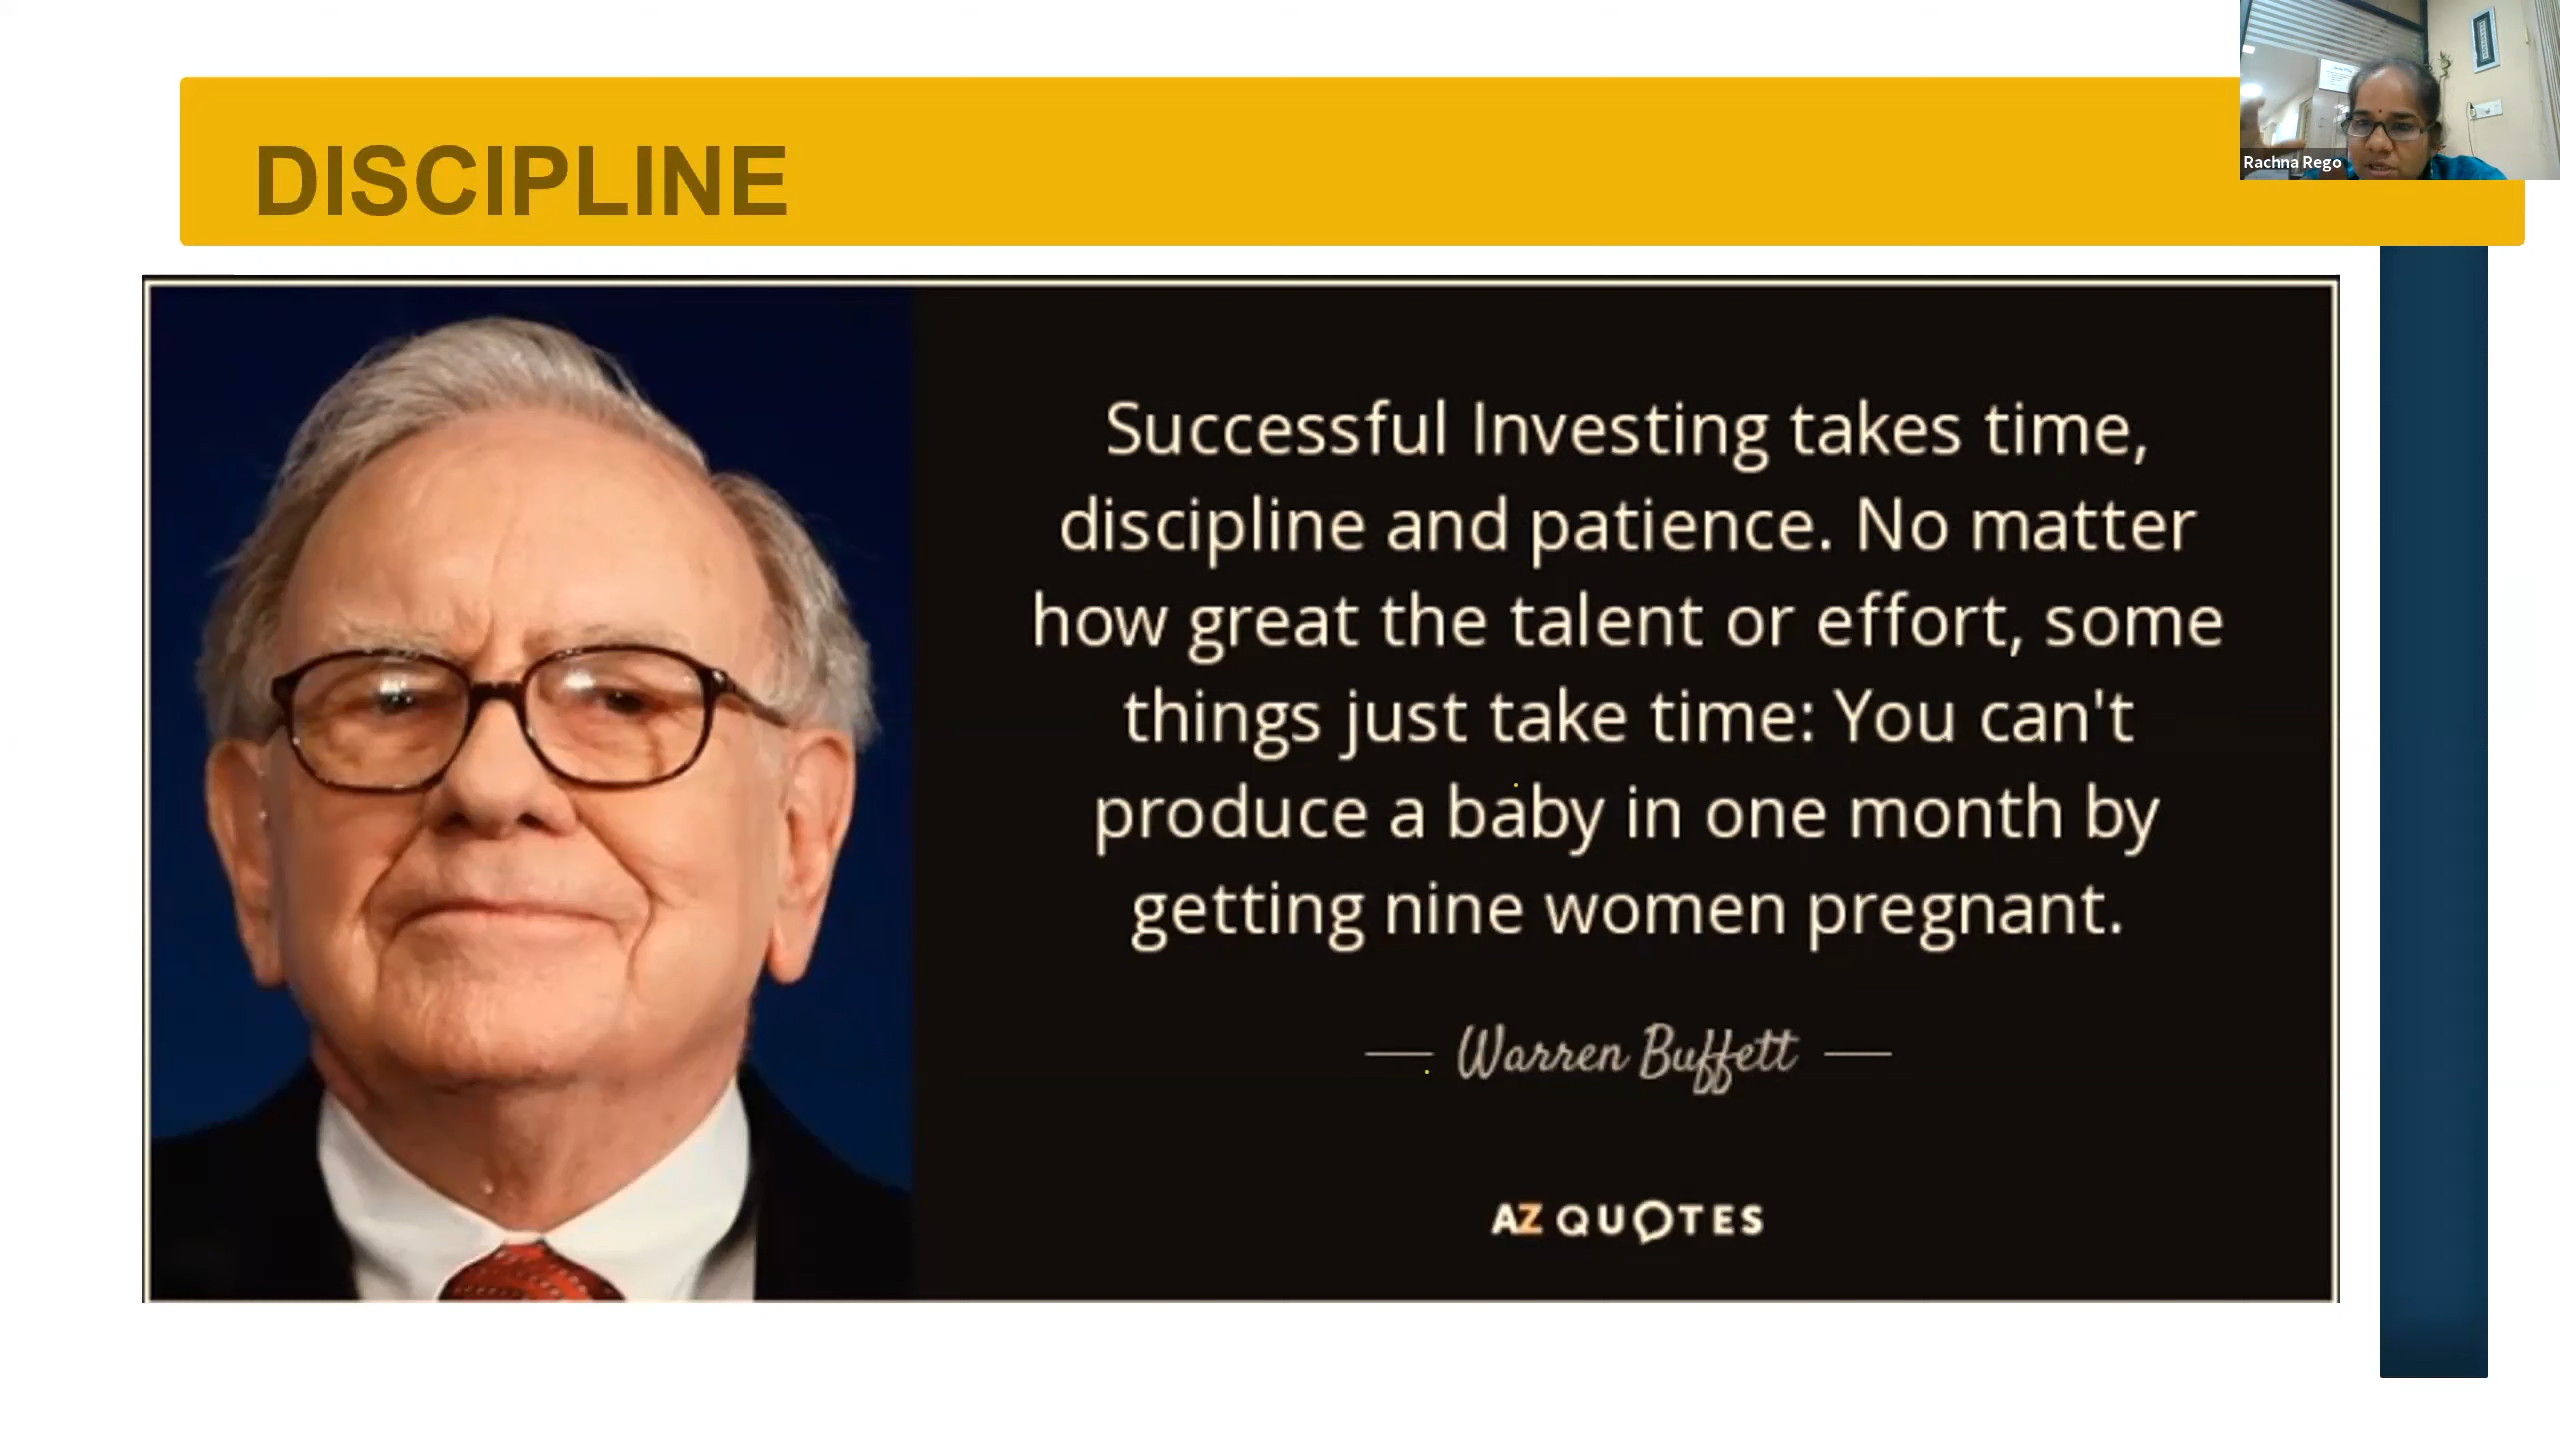 DISCIPLINE
Rachna Rego
Successful Investing takes time,
discipline and patience. No matter
how great the talent or effort, some
things just take time: You can't
produce a baby in one month by
getting nine women pregnant.
— Warren Buffett —
AZ QUOTES